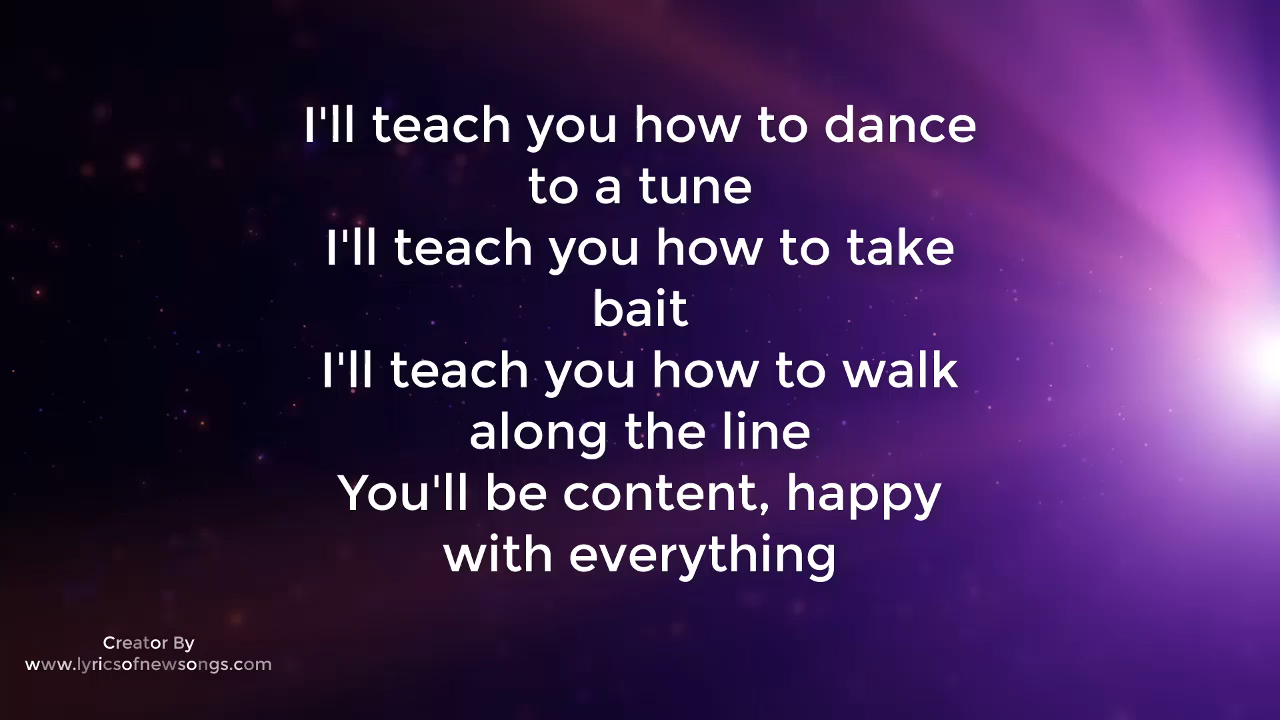 I'll teach you how to dance
to a tune
I'll teach you how to take
bait
I'll teach you how to walk
along the line
You'll be content, happy
with everything
Creator By
www.lyricsofnewsongs.com